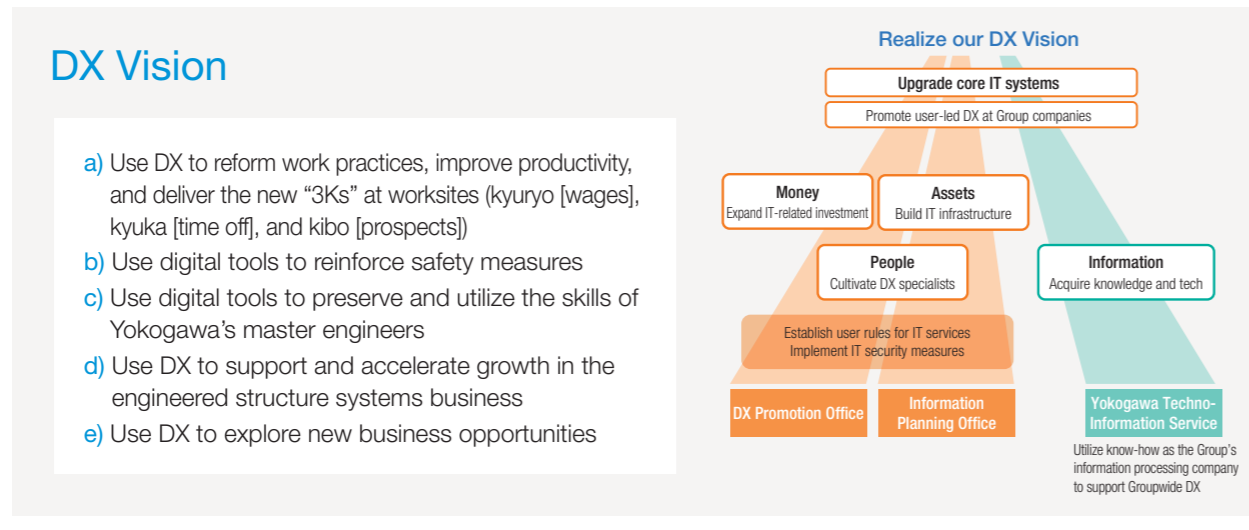 DX Vision
a) Use DX to reform work practices, improve productivity,
and deliver the new “3Ks” at worksites (kyuryo [wages],
kyuka [time off], and kibo [prospects])
b) Use digital tools to reinforce safety measures
c) Use digital tools to preserve and utilize the skills of
Yokogawa’s master engineers
d) Use DX to support and accelerate growth in the
engineered structure systems business
e) Use DX to explore new business opportunities
Realize our DX Vision
Upgrade core IT systems
Promote user-led DX at Group companies
Money
Expand IT-related investment
Assets
Build IT infrastructure
People
Cultivate DX specialists
Information
Acquire knowledge and tech
Establish user rules for IT services
Implement IT security measures
DX Promotion Office
Information
Planning Office
Yokogawa Techno-
Information Service
Utilize know-how as the Group’s
information processing company
to support Groupwide DX